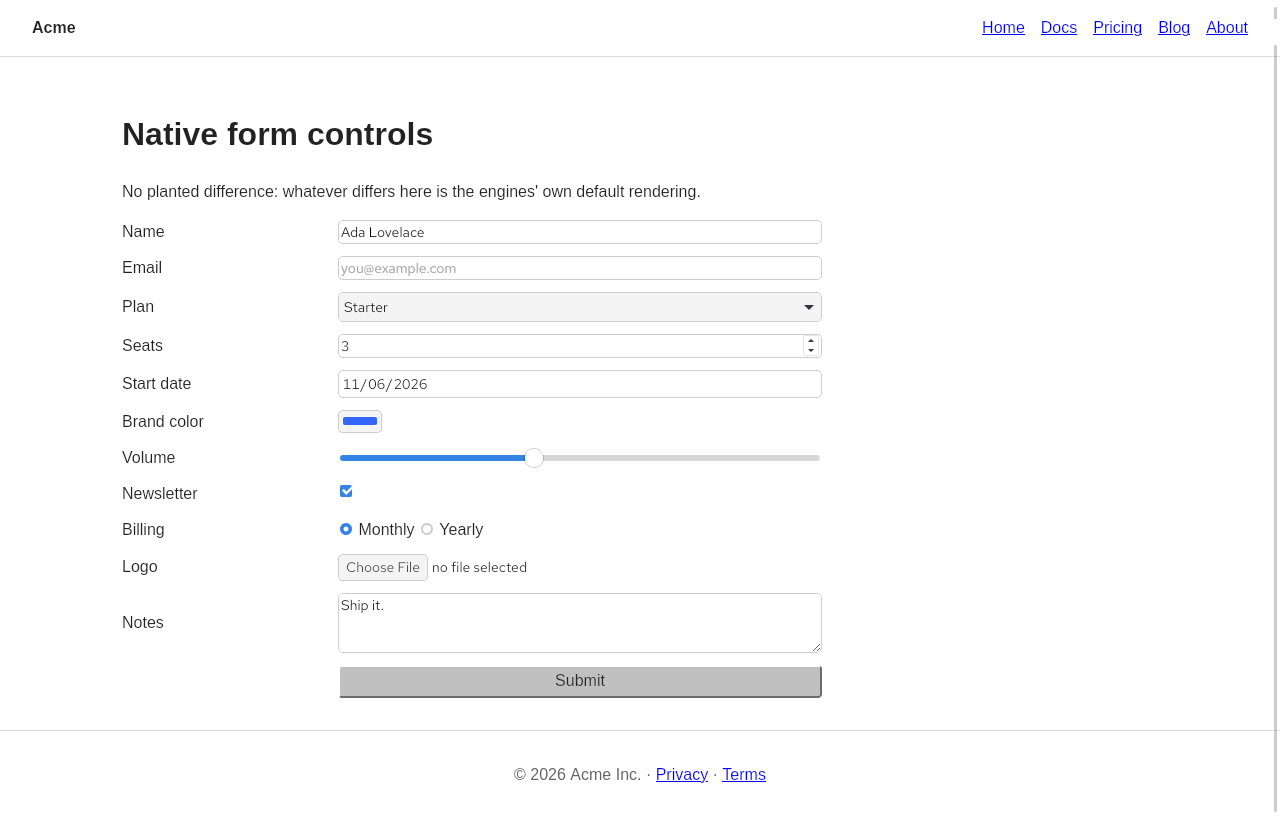 Acme
Home Docs Pricing Blog About
Native form controls
No planted difference: whatever differs here is the engines' own default rendering.
Name Ada Lovelace
Email you@example.com
Plan Starter
Seats 3
Start date 11/06/2026
Brand color
Volume
Newsletter
Billing Monthly Yearly
Logo Choose File no file selected
Notes Ship it.
Submit
© 2026 Acme Inc. · Privacy · Terms